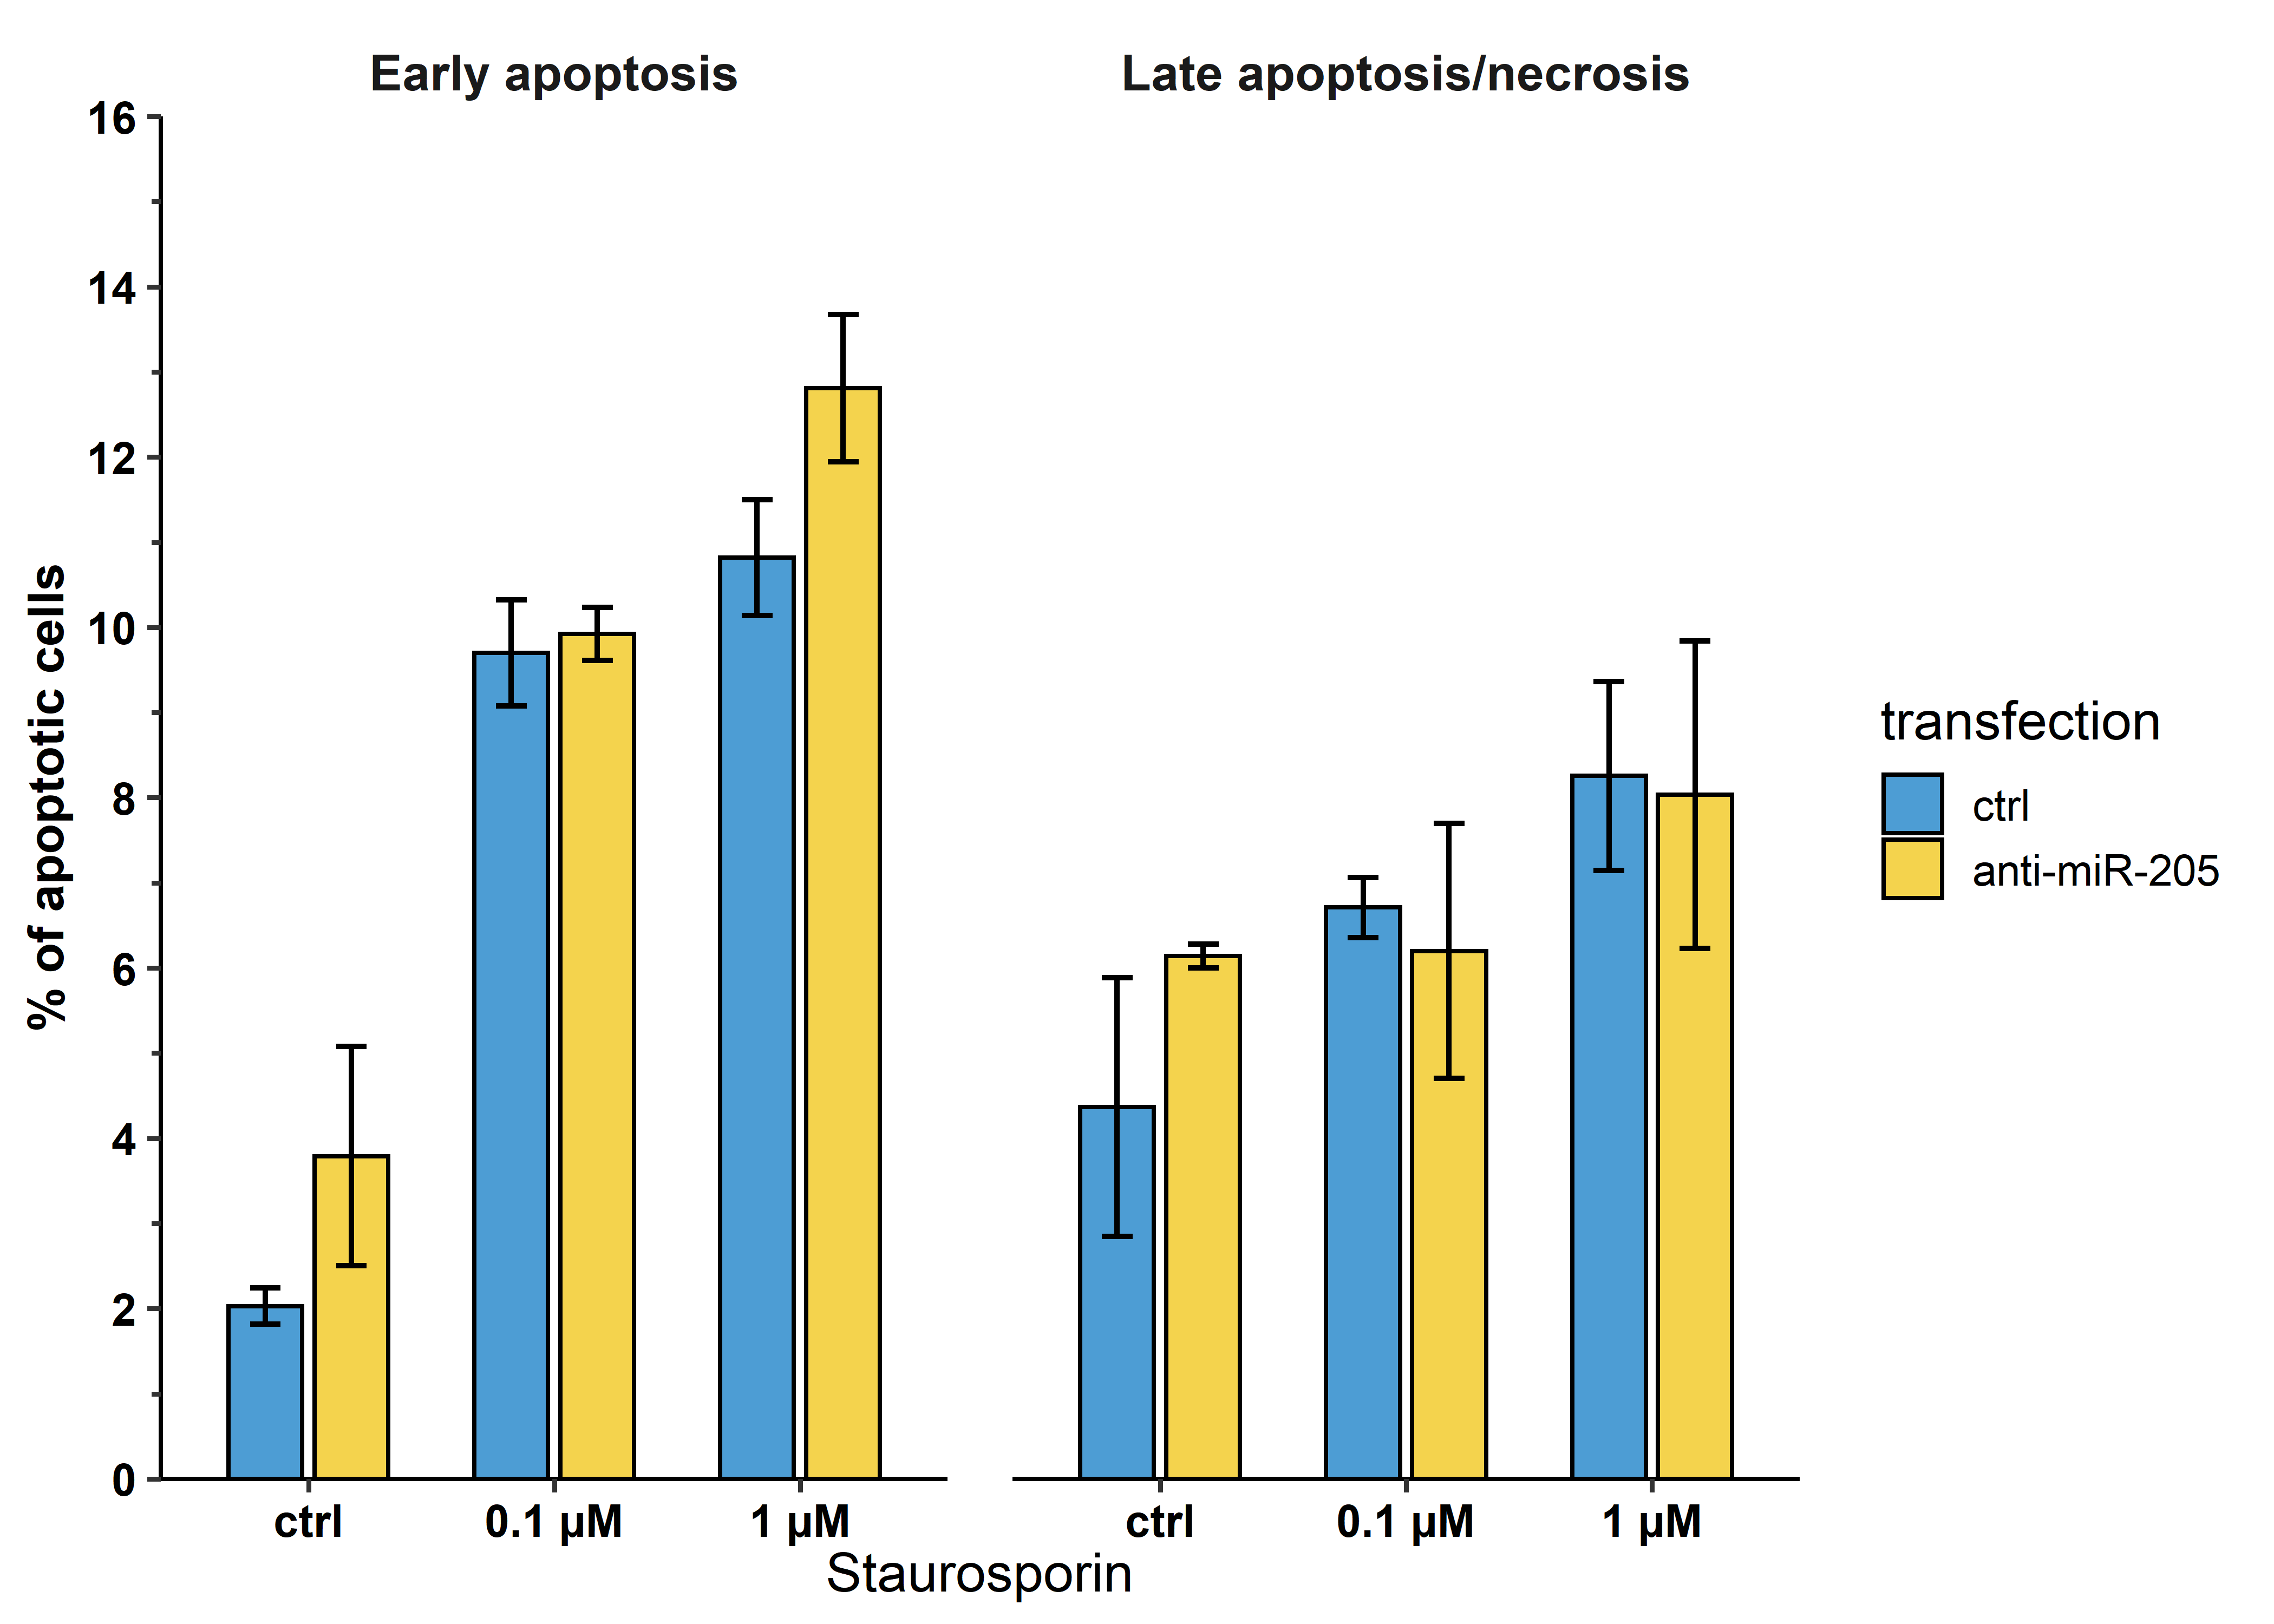 Early apoptosis
Late apoptosis/necrosis
% of apoptotic cells
16
14
12
10
8
6
4
2
0
ctrl 0.1 µM 1 µM
ctrl 0.1 µM 1 µM
Staurosporin
transfection
ctrl
anti-miR-205